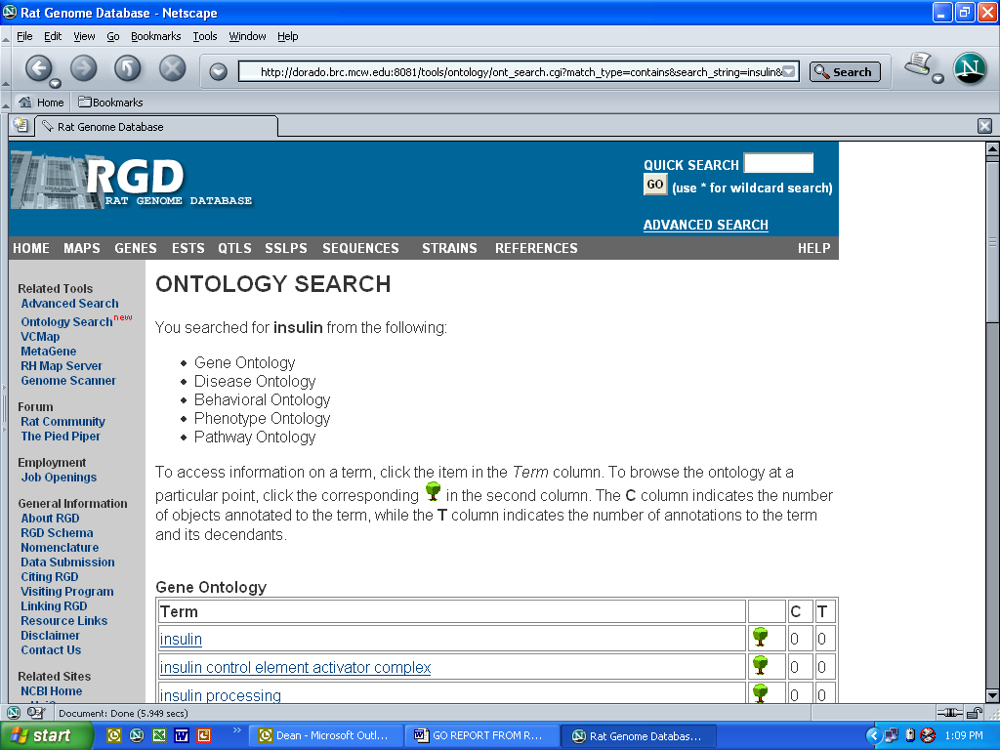 Rat Genome Database - Netscape
File Edit View Go Bookmarks Tools Window Help
http://dorado.brc.mcw.edu:8081/tools/ontology/ont_search.cgi?match_type=contains&search_string=insulin&
Search
Home Bookmarks
Rat Genome Database
RGD
RAT GENOME DATABASE
QUICK SEARCH
GO (use * for wildcard search)
ADVANCED SEARCH
HOME MAPS GENES ESTS QTLS SSLPS SEQUENCES STRAINS REFERENCES HELP
Related Tools
Advanced Search
Ontology Search new
VCMap
MetaGene
RH Map Server
Genome Scanner
Forum
Rat Community
The Pied Piper
Employment
Job Openings
General Information
About RGD
RGD Schema
Nomenclature
Data Submission
Citing RGD
Visiting Program
Linking RGD
Resource Links
Disclaimer
Contact Us
Related Sites
NCBI Home
ONTOLOGY SEARCH
You searched for insulin from the following:
• Gene Ontology
• Disease Ontology
• Behavioral Ontology
• Phenotype Ontology
• Pathway Ontology
To access information on a term, click the item in the Term column. To browse the ontology at a
particular point, click the corresponding in the second column. The C column indicates the number
of objects annotated to the term, while the T column indicates the number of annotations to the term
and its decendants.
Gene Ontology
Term C T
insulin 0 0
insulin control element activator complex 0 0
insulin processing 0 0
Document: Done (5.949 secs)
start
Dean - Microsoft Outl... GO REPORT FROM R... Rat Genome Databas... 1:09 PM